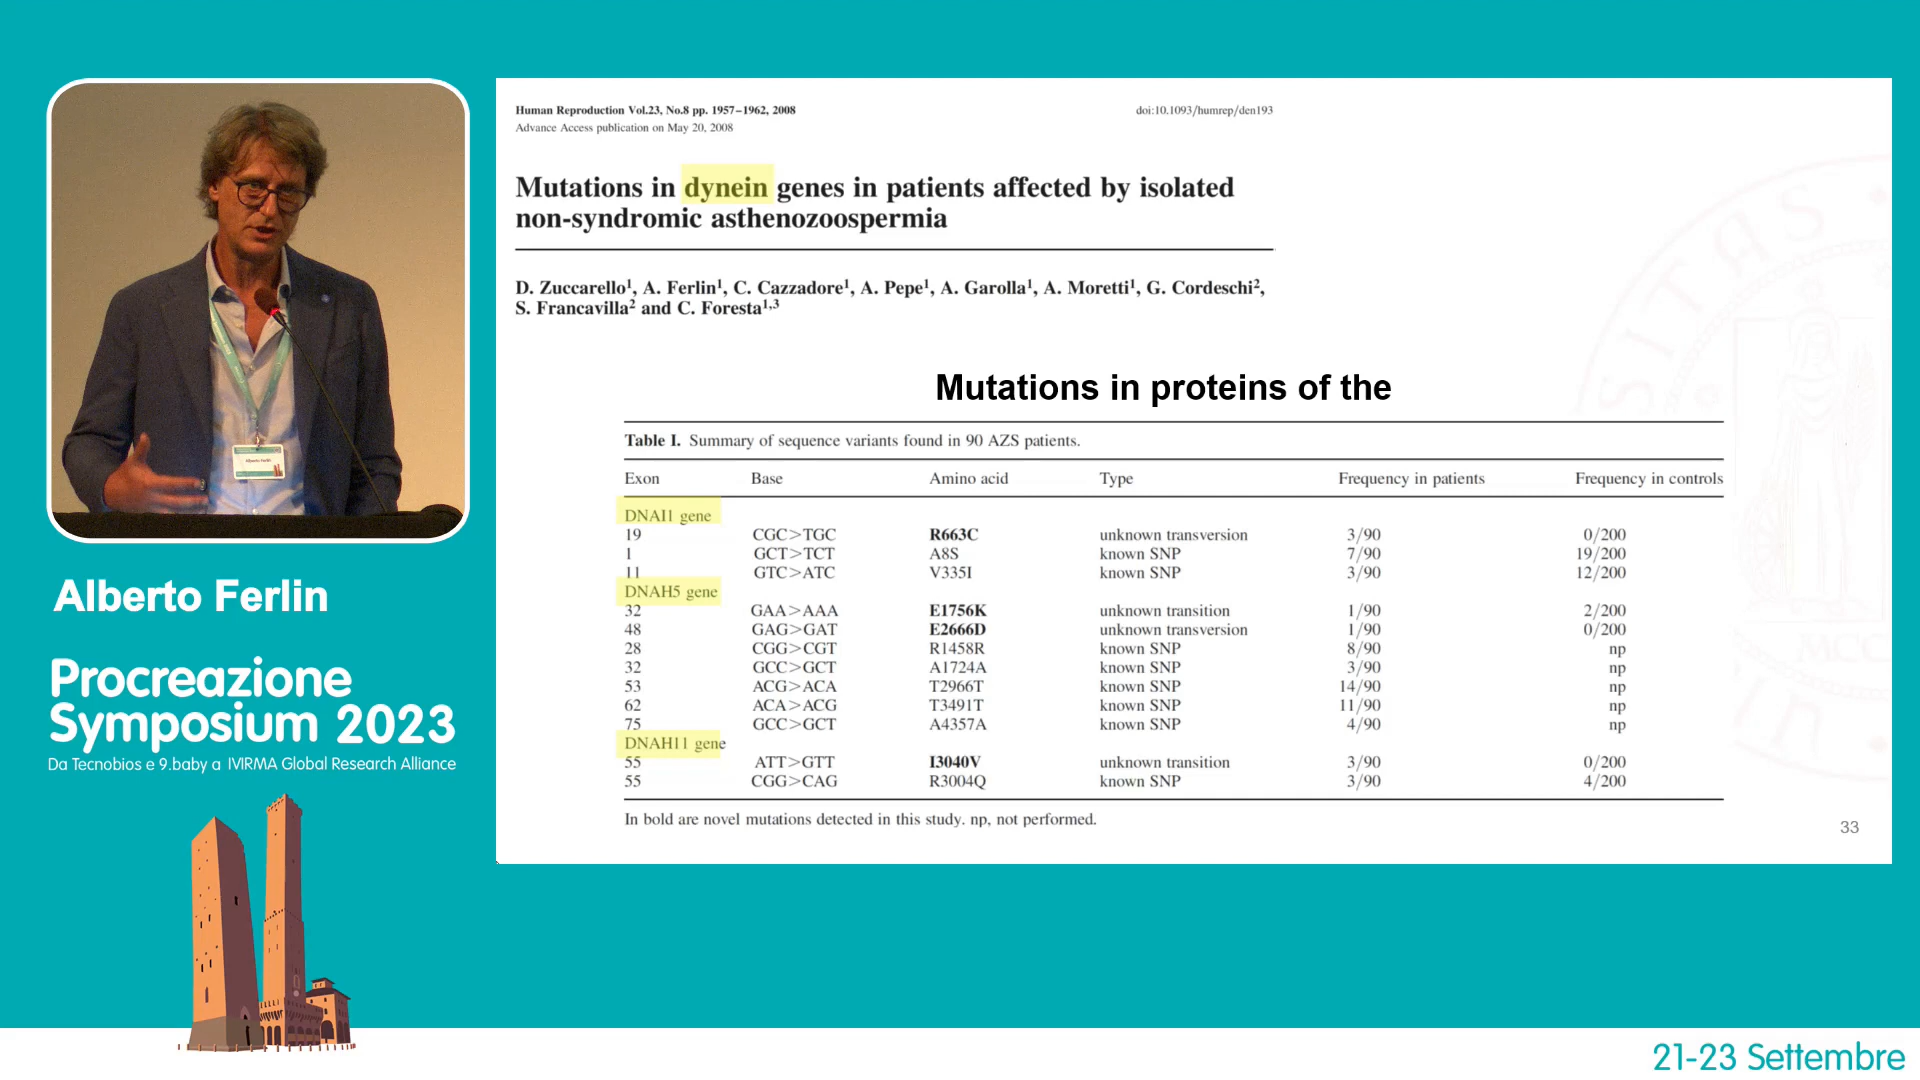 Human Reproduction Vol.23, No.8 pp. 1957–1962, 2008
doi:10.1093/humrep/den193
Advance Access publication on May 20, 2008
Mutations in dynein genes in patients affected by isolated
non-syndromic asthenozoospermia
D. Zuccarello1, A. Ferlin1, C. Cazzadore1, A. Pepe1, A. Garolla1, A. Moretti1, G. Cordeschi2,
S. Francavilla2 and C. Foresta1,3
Mutations in proteins of the
Table I. Summary of sequence variants found in 90 AZS patients.
Exon Base Amino acid Type Frequency in patients Frequency in controls
DNAI1 gene
19 CGC>TGC R663C unknown transversion 3/90 0/200
1 GCT>TCT A8S known SNP 7/90 19/200
11 GTC>ATC V335I known SNP 3/90 12/200
DNAH5 gene
32 GAA>AAA E1756K unknown transition 1/90 2/200
48 GAG>GAT E2666D unknown transversion 1/90 0/200
28 CGG>CGT R1458R known SNP 8/90 np
32 GCC>GCT A1724A known SNP 3/90 np
53 ACG>ACA T2966T known SNP 14/90 np
62 ACA>ACG T3491T known SNP 11/90 np
75 GCC>GCT A4357A known SNP 4/90 np
DNAH11 gene
55 ATT>GTT I3040V unknown transition 3/90 0/200
55 CGG>CAG R3004Q known SNP 3/90 4/200
In bold are novel mutations detected in this study. np, not performed.
33
Alberto Ferlin
Alberto Ferlin
Procreazione
Symposium 2023
Da Tecnobios e 9.baby a IVIRMA Global Research Alliance
21-23 Settembre